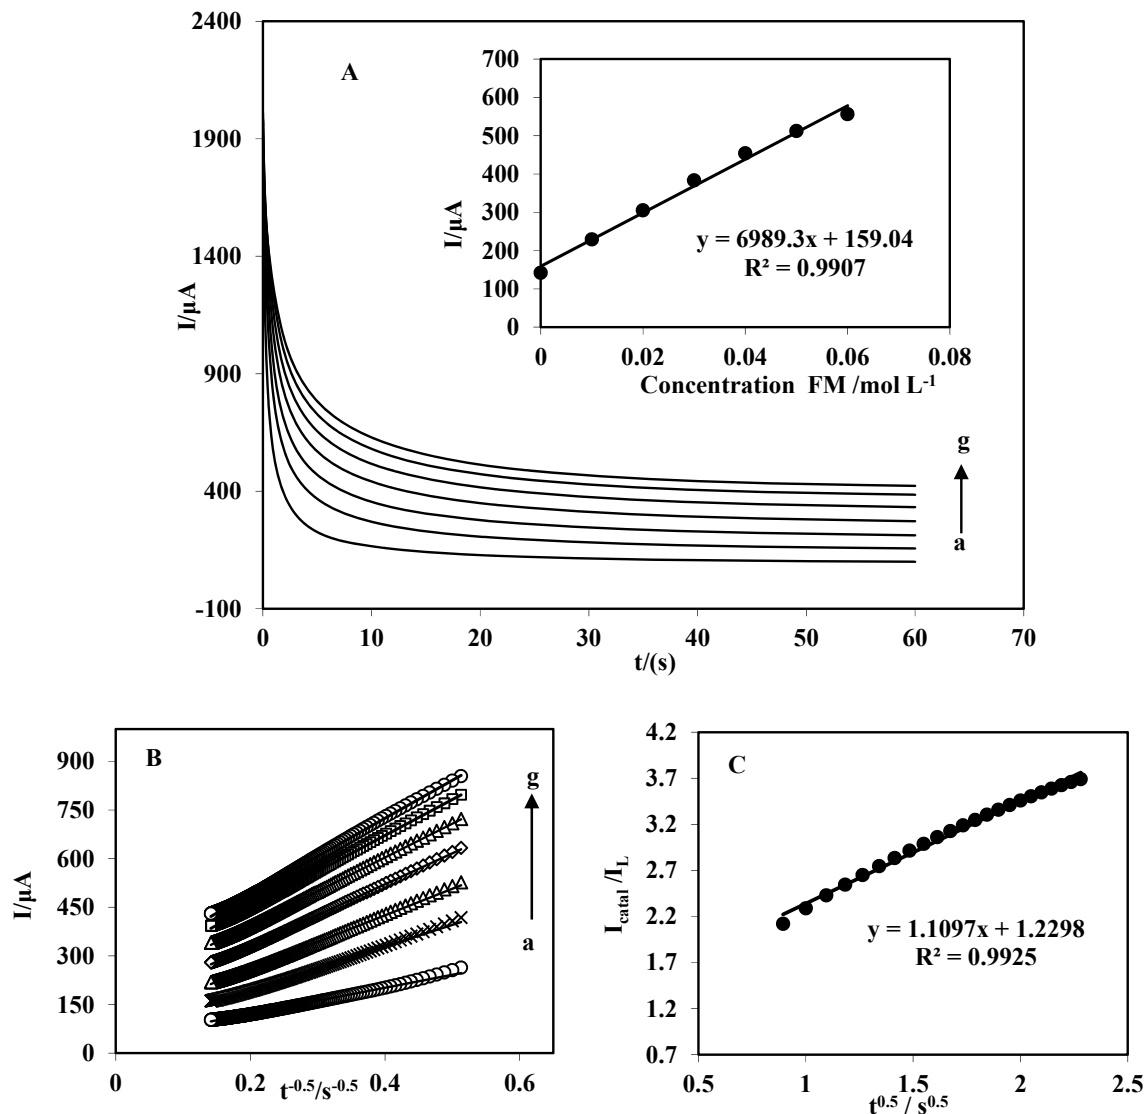 A
2400
1900
1400
900
400
-100
I/µA
0 10 20 30 40 50 60 70
t/(s)
700
600
500
400
300
200
100
0
I/µA
y = 6989.3x + 159.04
R² = 0.9907
0 0.02 0.04 0.06 0.08
Concentration FM /mol L⁻¹
g
a
B
900
750
600
450
300
150
0
I/µA
g
a
0 0.2 0.4 0.6
t⁻⁰·⁵/s⁻⁰·⁵
C
4.2
3.7
3.2
2.7
2.2
1.7
1.2
0.7
I_catal /I_L
y = 1.1097x + 1.2298
R² = 0.9925
0.5 1 1.5 2 2.5
t⁰·⁵ / s⁰·⁵